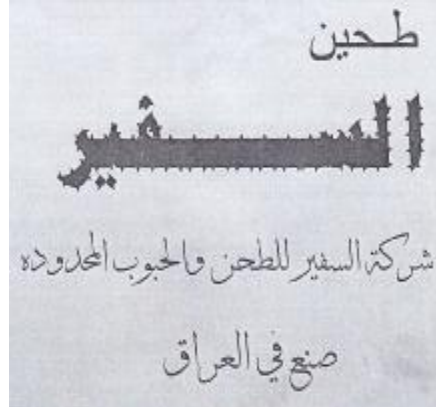 طحين
السفير
شركة السفير للطحن والحبوب المحدوده
صنع في العراق